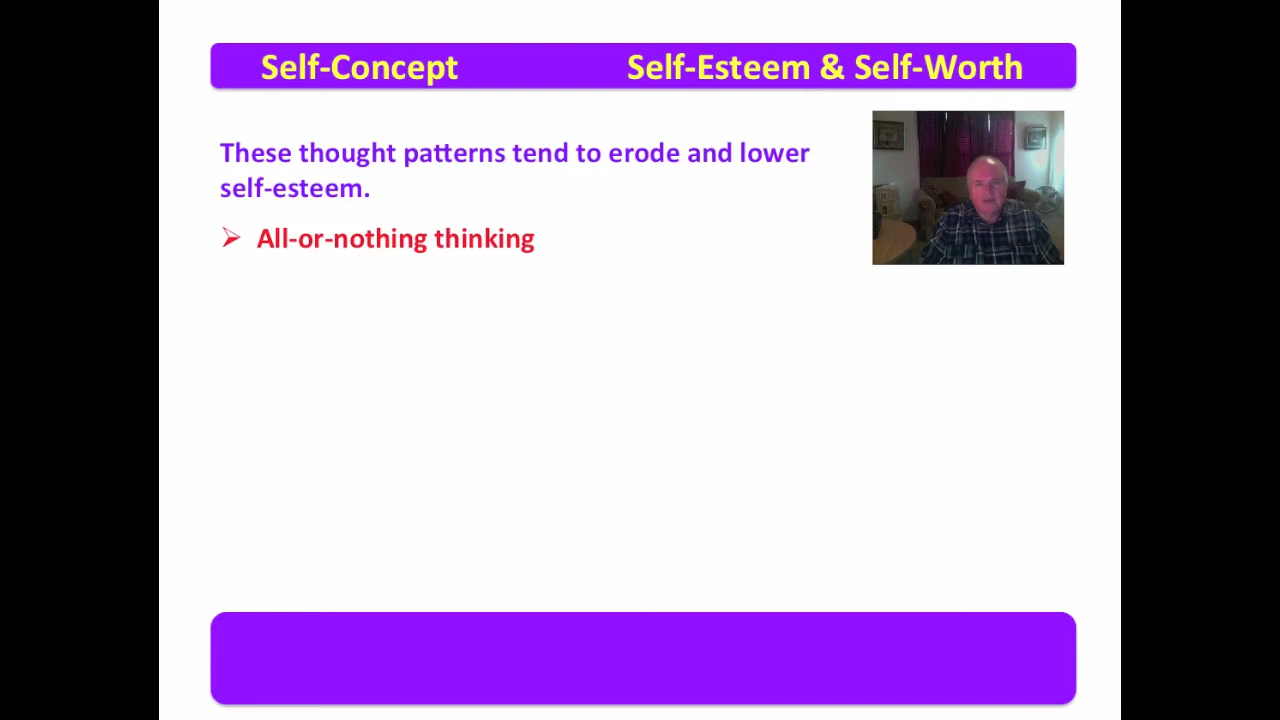 Self-Concept Self-Esteem & Self-Worth
These thought patterns tend to erode and lower
self-esteem.
All-or-nothing thinking